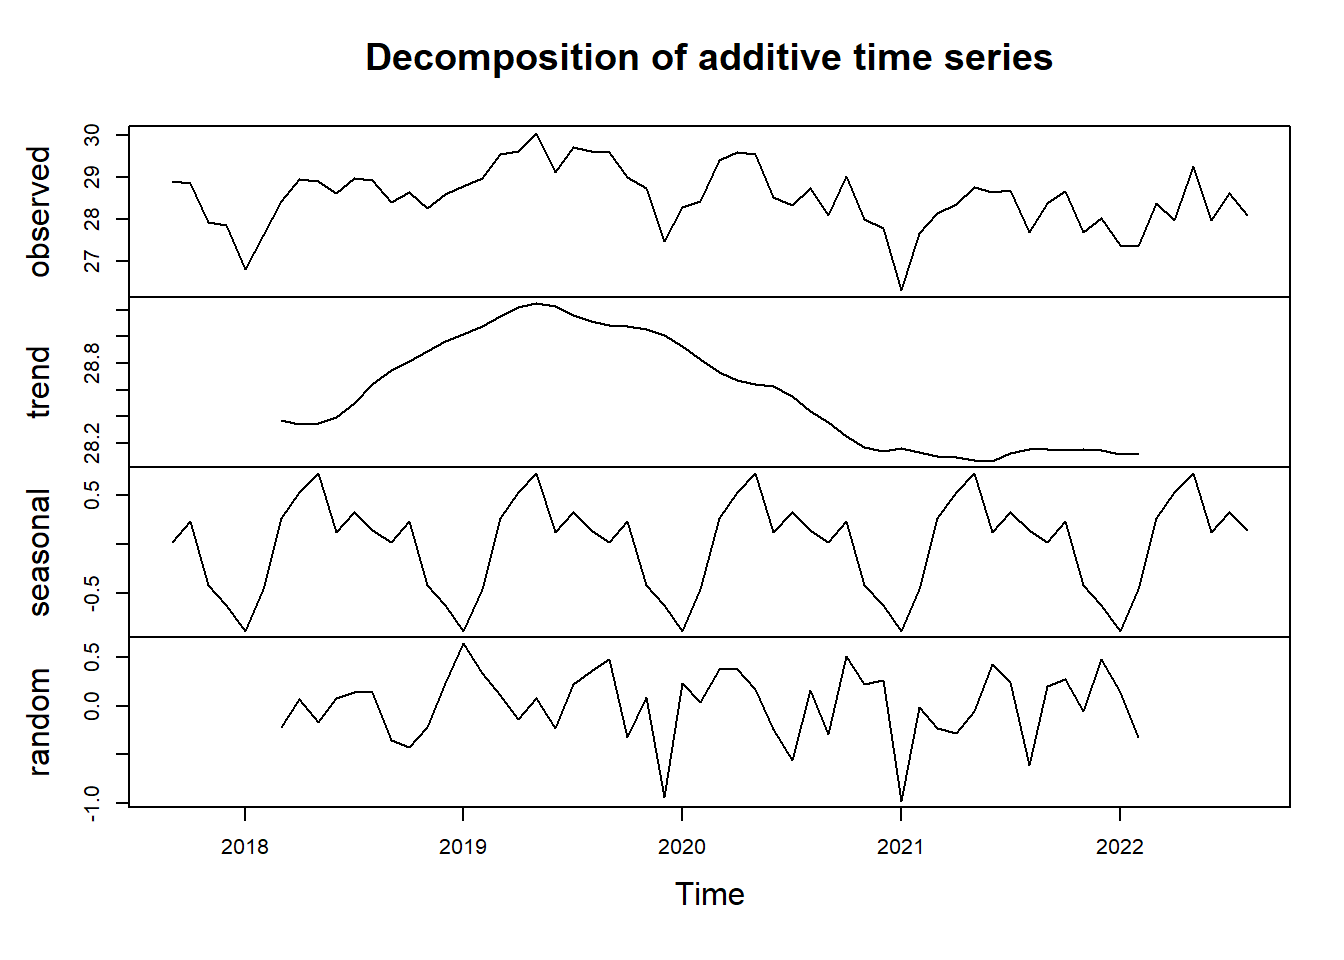 Decomposition of additive time series
observed
27 28 29 30
trend
28.2 28.8
seasonal
-0.5 0.5
random
-1.0 0.0 0.5
2018 2019 2020 2021 2022
Time